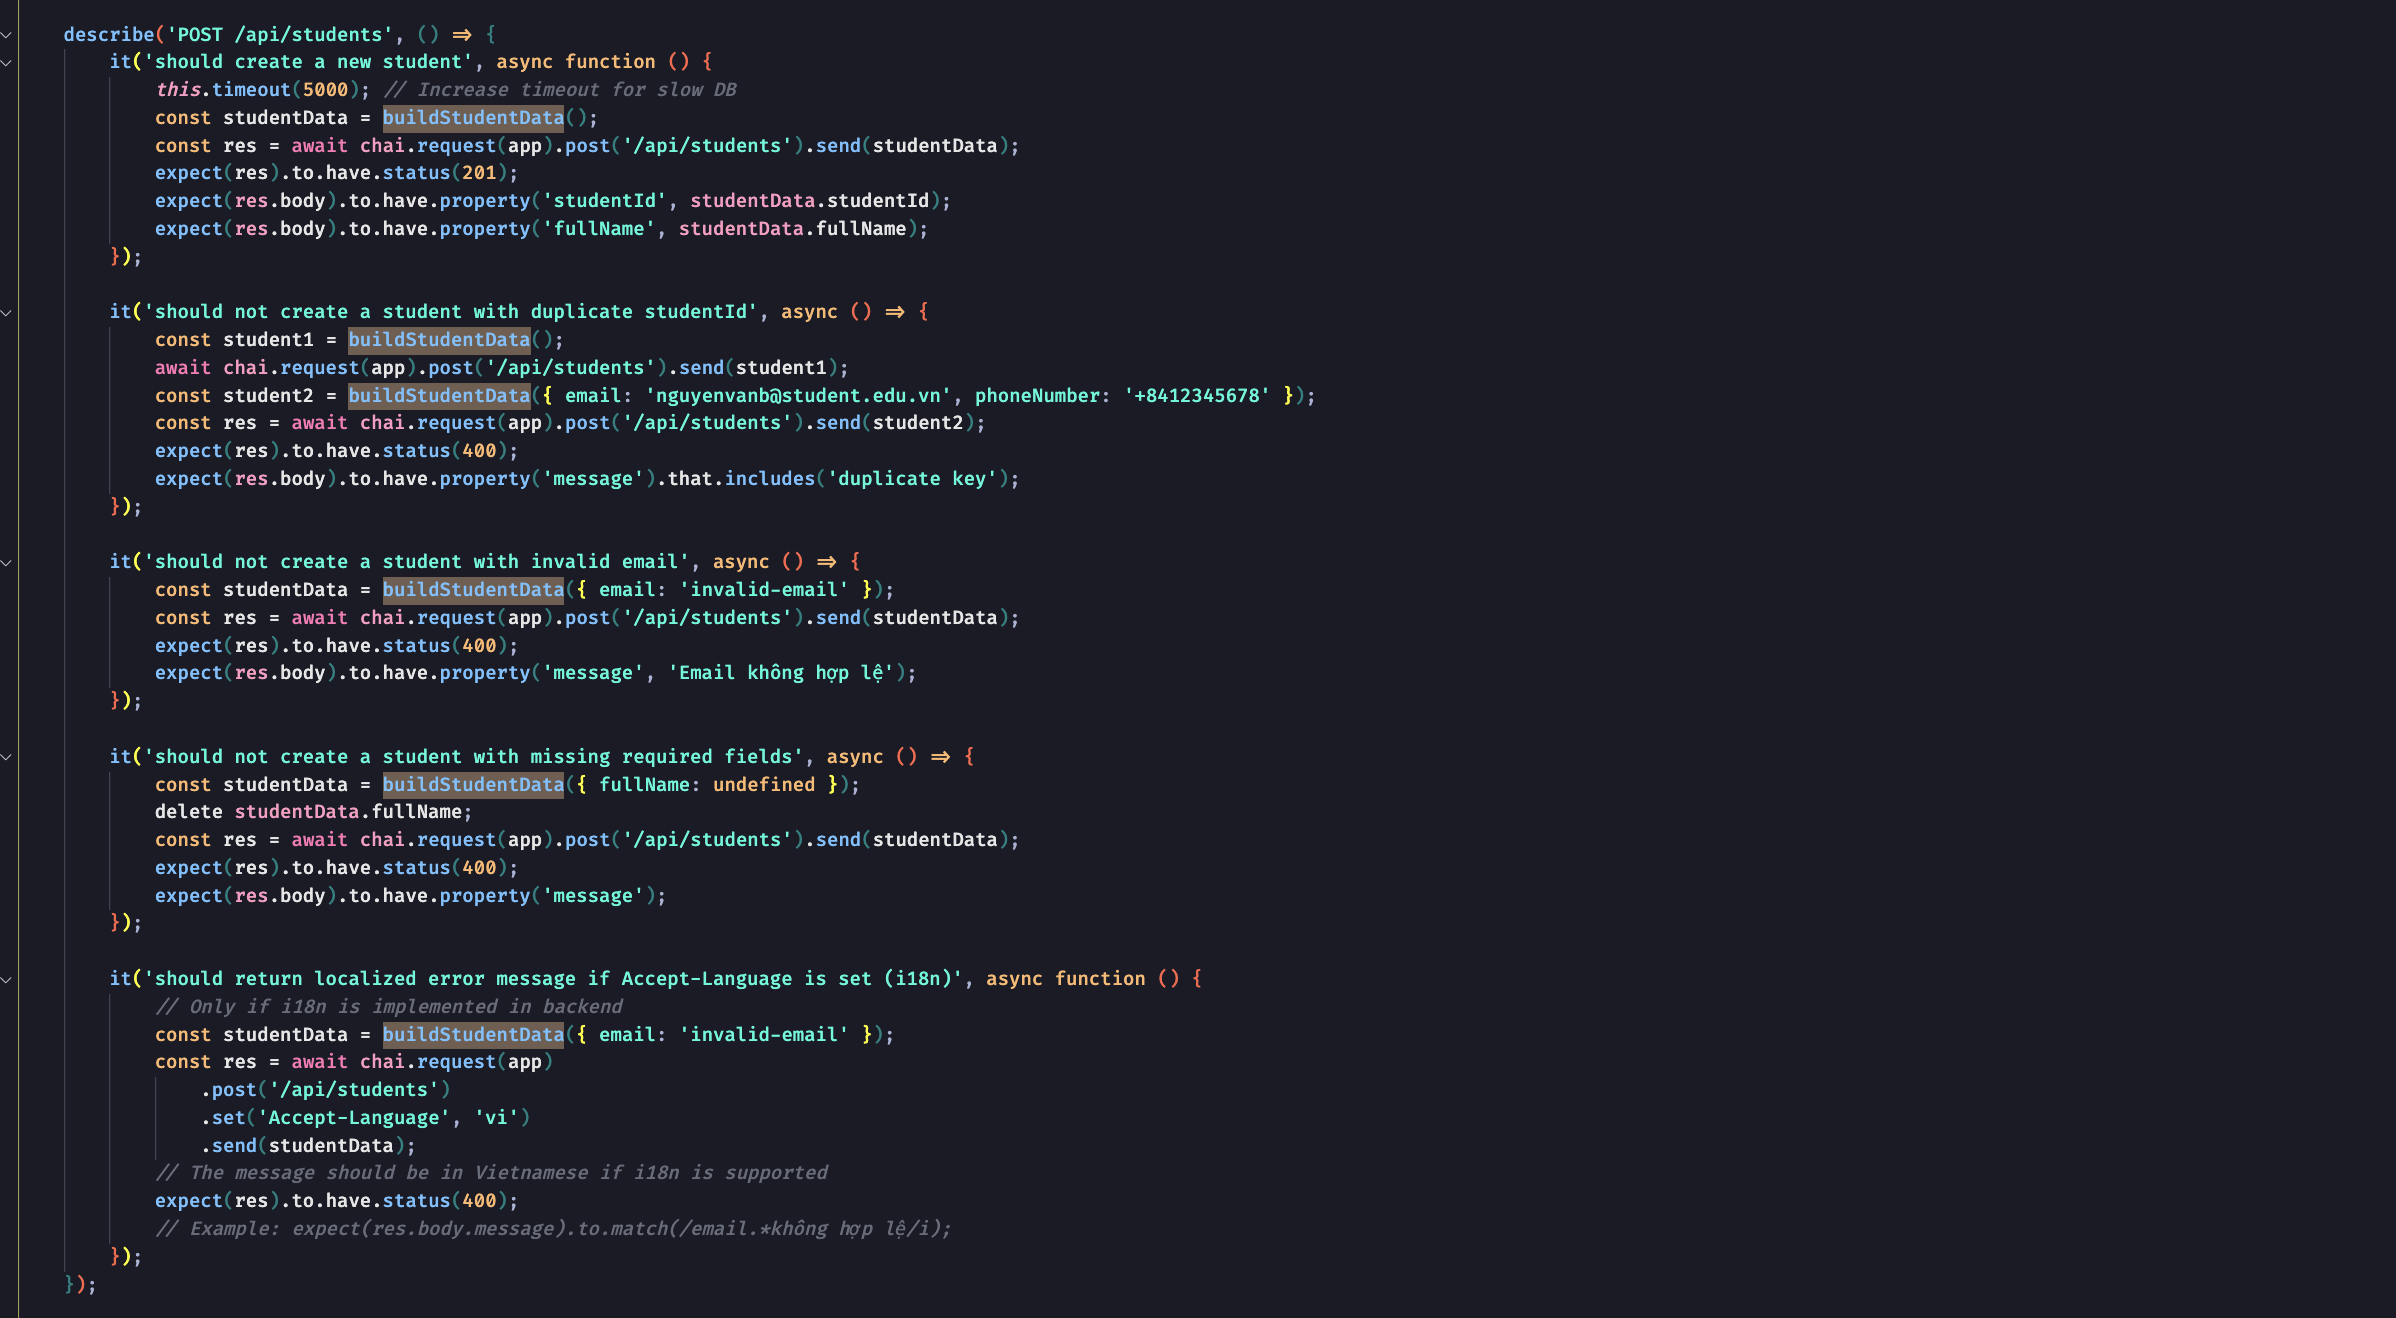 describe('POST /api/students', () => {
it('should create a new student', async function () {
this.timeout(5000); // Increase timeout for slow DB
const studentData = buildStudentData();
const res = await chai.request(app).post('/api/students').send(studentData);
expect(res).to.have.status(201);
expect(res.body).to.have.property('studentId', studentData.studentId);
expect(res.body).to.have.property('fullName', studentData.fullName);
});
it('should not create a student with duplicate studentId', async () => {
const student1 = buildStudentData();
await chai.request(app).post('/api/students').send(student1);
const student2 = buildStudentData({ email: 'nguyenvanb@student.edu.vn', phoneNumber: '+8412345678' });
const res = await chai.request(app).post('/api/students').send(student2);
expect(res).to.have.status(400);
expect(res.body).to.have.property('message').that.includes('duplicate key');
});
it('should not create a student with invalid email', async () => {
const studentData = buildStudentData({ email: 'invalid-email' });
const res = await chai.request(app).post('/api/students').send(studentData);
expect(res).to.have.status(400);
expect(res.body).to.have.property('message', 'Email không hợp lệ');
});
it('should not create a student with missing required fields', async () => {
const studentData = buildStudentData({ fullName: undefined });
delete studentData.fullName;
const res = await chai.request(app).post('/api/students').send(studentData);
expect(res).to.have.status(400);
expect(res.body).to.have.property('message');
});
it('should return localized error message if Accept-Language is set (i18n)', async function () {
// Only if i18n is implemented in backend
const studentData = buildStudentData({ email: 'invalid-email' });
const res = await chai.request(app)
.post('/api/students')
.set('Accept-Language', 'vi')
.send(studentData);
// The message should be in Vietnamese if i18n is supported
expect(res).to.have.status(400);
// Example: expect(res.body.message).to.match(/email.*không hợp lệ/i);
});
});